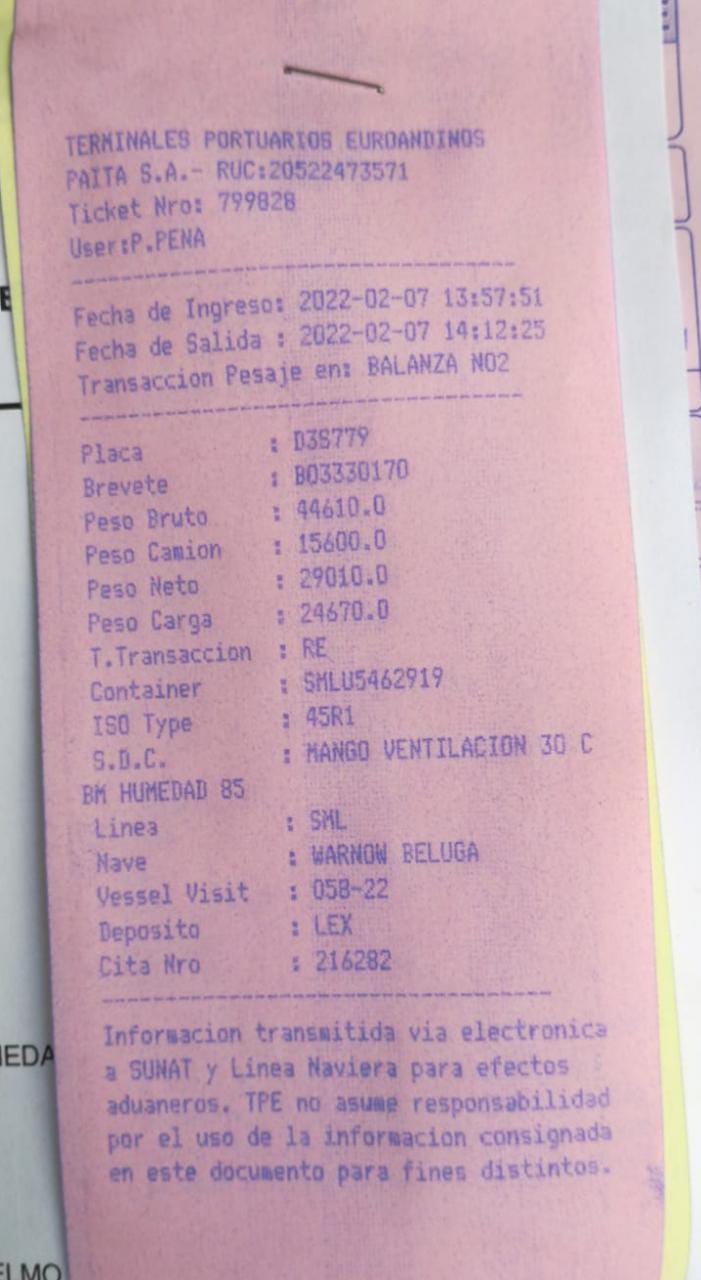 TERMINALES PORTUARIOS EUROANDINOS
PAITA S.A.- RUC:20522473571
Ticket Nro: 799828
User:P.PENA
Fecha de Ingreso: 2022-02-07 13:57:51
Fecha de Salida : 2022-02-07 14:12:25
Transaccion Pesaje en: BALANZA NO2
Placa : D3S779
Brevete : B03330170
Peso Bruto : 44610.0
Peso Camion : 15600.0
Peso Neto : 29010.0
Peso Carga : 24670.0
T.Transaccion : RE
Container : SMLU5462919
ISO Type : 45R1
S.D.C. : MANGO VENTILACION 30 C
BM HUMEDAD 85
Linea : SML
Nave : WARNOW BELUGA
Vessel Visit : 058-22
Deposito : LEX
Cita Nro : 216282
Informacion transmitida via electronica
a SUNAT y Linea Naviera para efectos
aduaneros. TPE no asume responsabilidad
por el uso de la informacion consignada
en este documento para fines distintos.